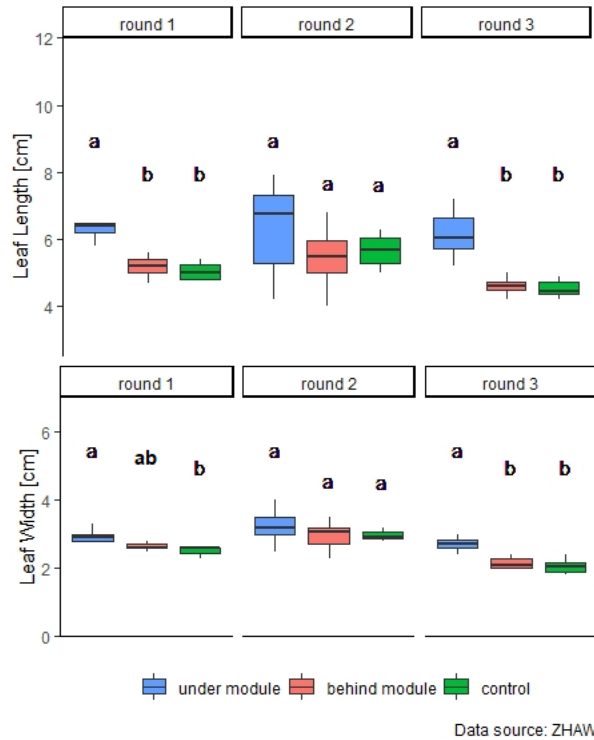 round 1 round 2 round 3
12
10
8
6
4
Leaf Length [cm]
a b b a a a a b b
round 1 round 2 round 3
6
4
2
0
Leaf Width [cm]
a ab b a a a a b b
under module behind module control
Data source: ZHAW